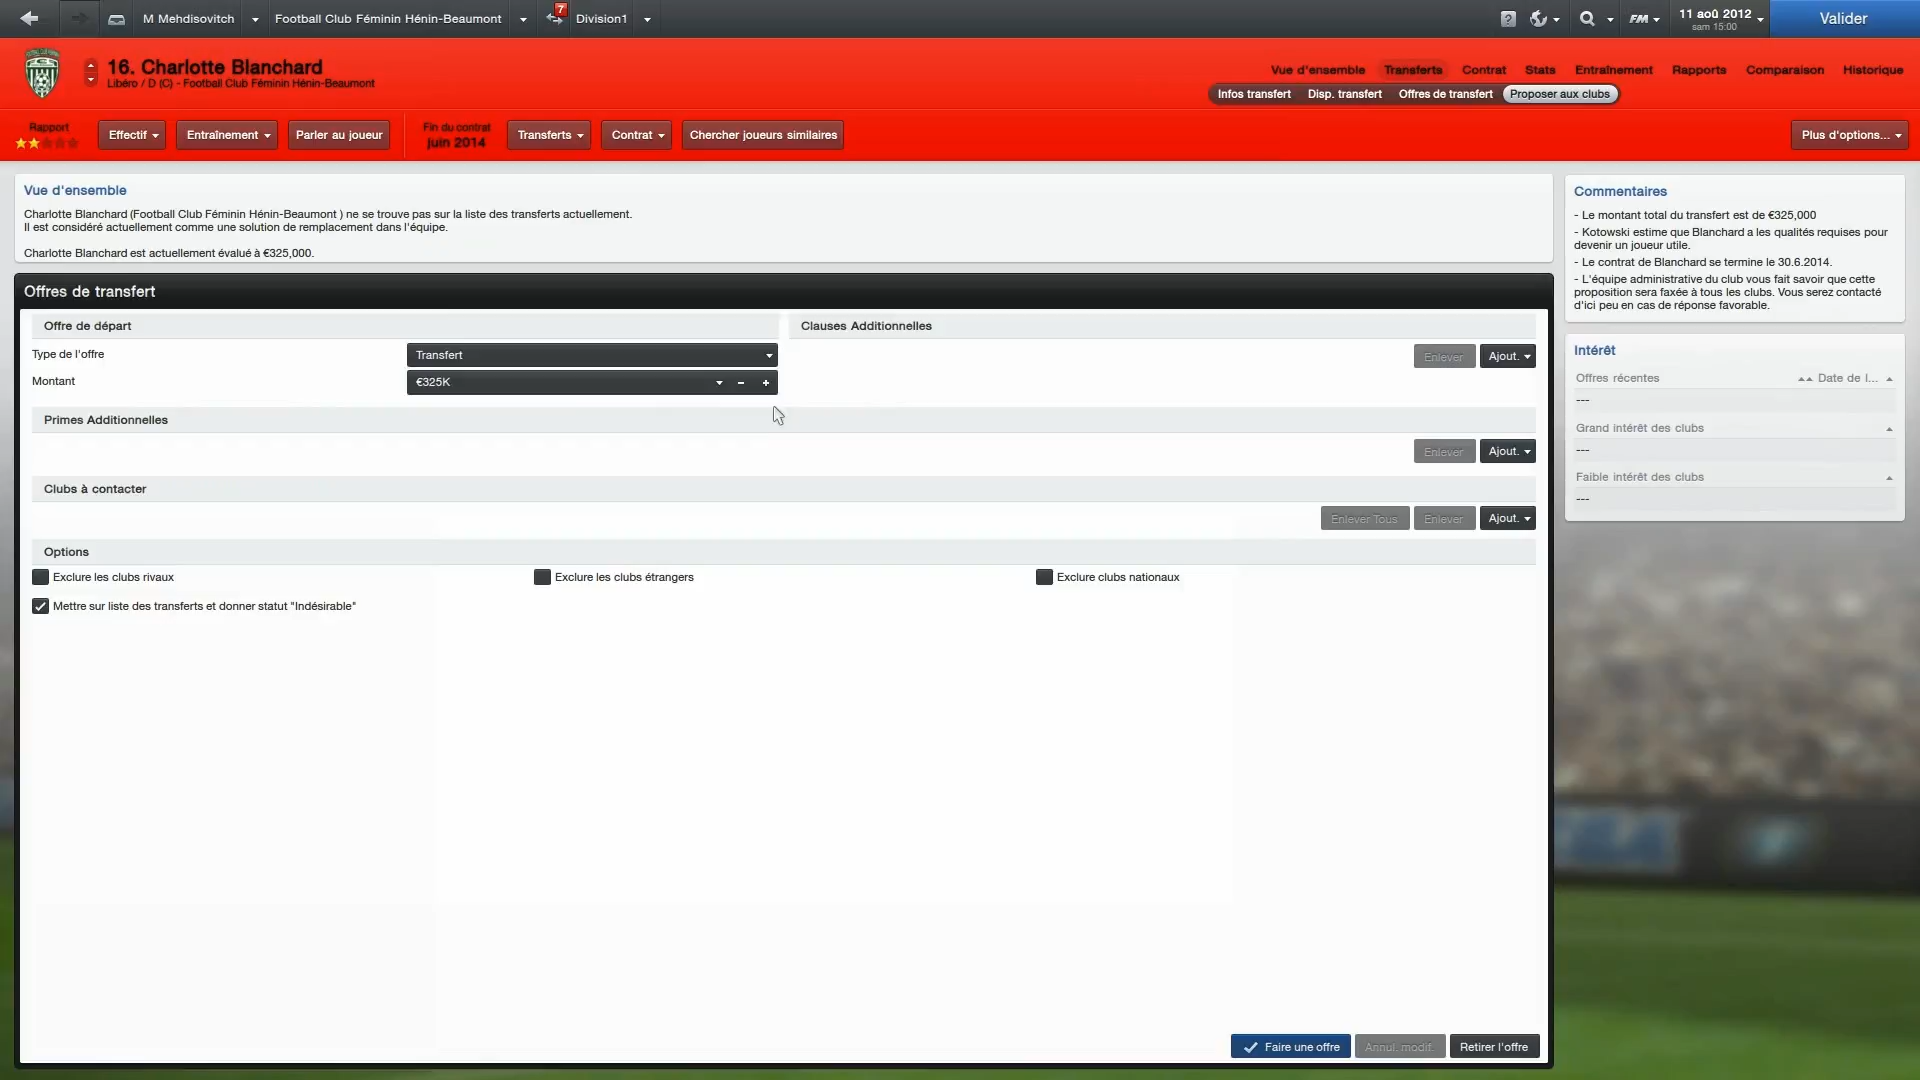 M Mehdisovitch
Football Club Féminin Hénin-Beaumont
7
Division1
?
FM
11 aoû 2012
sam 15:00
Valider
16. Charlotte Blanchard
Libéro / D (C) - Football Club Féminin Hénin-Beaumont
Vue d'ensemble
Transferts
Contrat
Stats
Entraînement
Rapports
Comparaison
Historique
Infos transfert
Disp. transfert
Offres de transfert
Proposer aux clubs
Rapport
Effectif
Entraînement
Parler au joueur
Fin du contrat
juin 2014
Transferts
Contrat
Chercher joueurs similaires
Plus d'options...
Vue d'ensemble
Charlotte Blanchard (Football Club Féminin Hénin-Beaumont ) ne se trouve pas sur la liste des transferts actuellement.
Il est considéré actuellement comme une solution de remplacement dans l'équipe.
Charlotte Blanchard est actuellement évalué à €325,000.
Offres de transfert
Offre de départ
Clauses Additionnelles
Type de l'offre
Transfert
Enlever
Ajout.
Montant
€325K
Primes Additionnelles
Enlever
Ajout.
Clubs à contacter
Enlever Tous
Enlever
Ajout.
Options
Exclure les clubs rivaux
Exclure les clubs étrangers
Exclure clubs nationaux
Mettre sur liste des transferts et donner statut "Indésirable"
Faire une offre
Annul. modif.
Retirer l'offre
Commentaires
- Le montant total du transfert est de €325,000
- Kotowski estime que Blanchard a les qualités requises pour
devenir un joueur utile.
- Le contrat de Blanchard se termine le 30.6.2014.
- L'équipe administrative du club vous fait savoir que cette
proposition sera faxée à tous les clubs. Vous serez contacté
d'ici peu en cas de réponse favorable.
Intérêt
Offres récentes
Date de l...
---
Grand intérêt des clubs
---
Faible intérêt des clubs
---